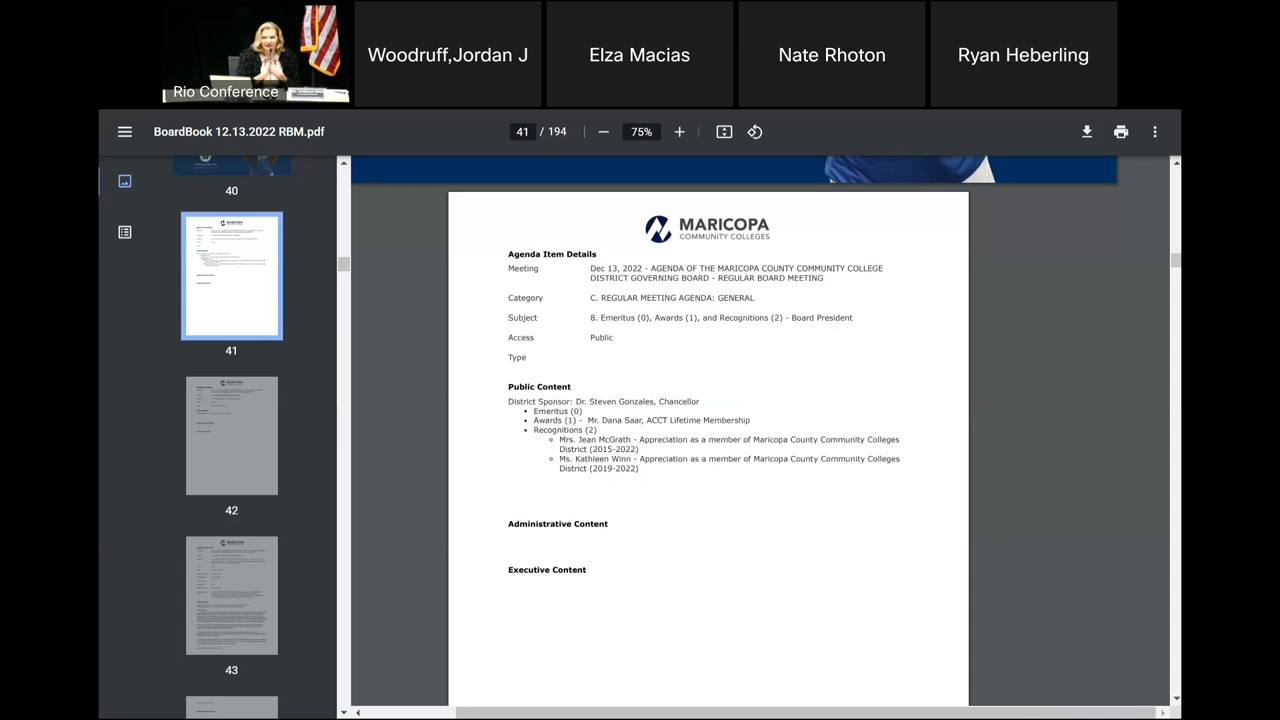 Rio Conference
Woodruff,Jordan J
Elza Macias
Nate Rhoton
Ryan Heberling
BoardBook 12.13.2022 RBM.pdf
41 / 194
75%
40
41
42
43
MARICOPA
COMMUNITY COLLEGES
Agenda Item Details
Meeting Dec 13, 2022 - AGENDA OF THE MARICOPA COUNTY COMMUNITY COLLEGE
DISTRICT GOVERNING BOARD - REGULAR BOARD MEETING
Category C. REGULAR MEETING AGENDA: GENERAL
Subject 8. Emeritus (0), Awards (1), and Recognitions (2) - Board President
Access Public
Type
Public Content
District Sponsor: Dr. Steven Gonzales, Chancellor
• Emeritus (0)
• Awards (1) - Mr. Dana Saar, ACCT Lifetime Membership
• Recognitions (2)
○ Mrs. Jean McGrath - Appreciation as a member of Maricopa County Community Colleges
District (2015-2022)
○ Ms. Kathleen Winn - Appreciation as a member of Maricopa County Community Colleges
District (2019-2022)
Administrative Content
Executive Content